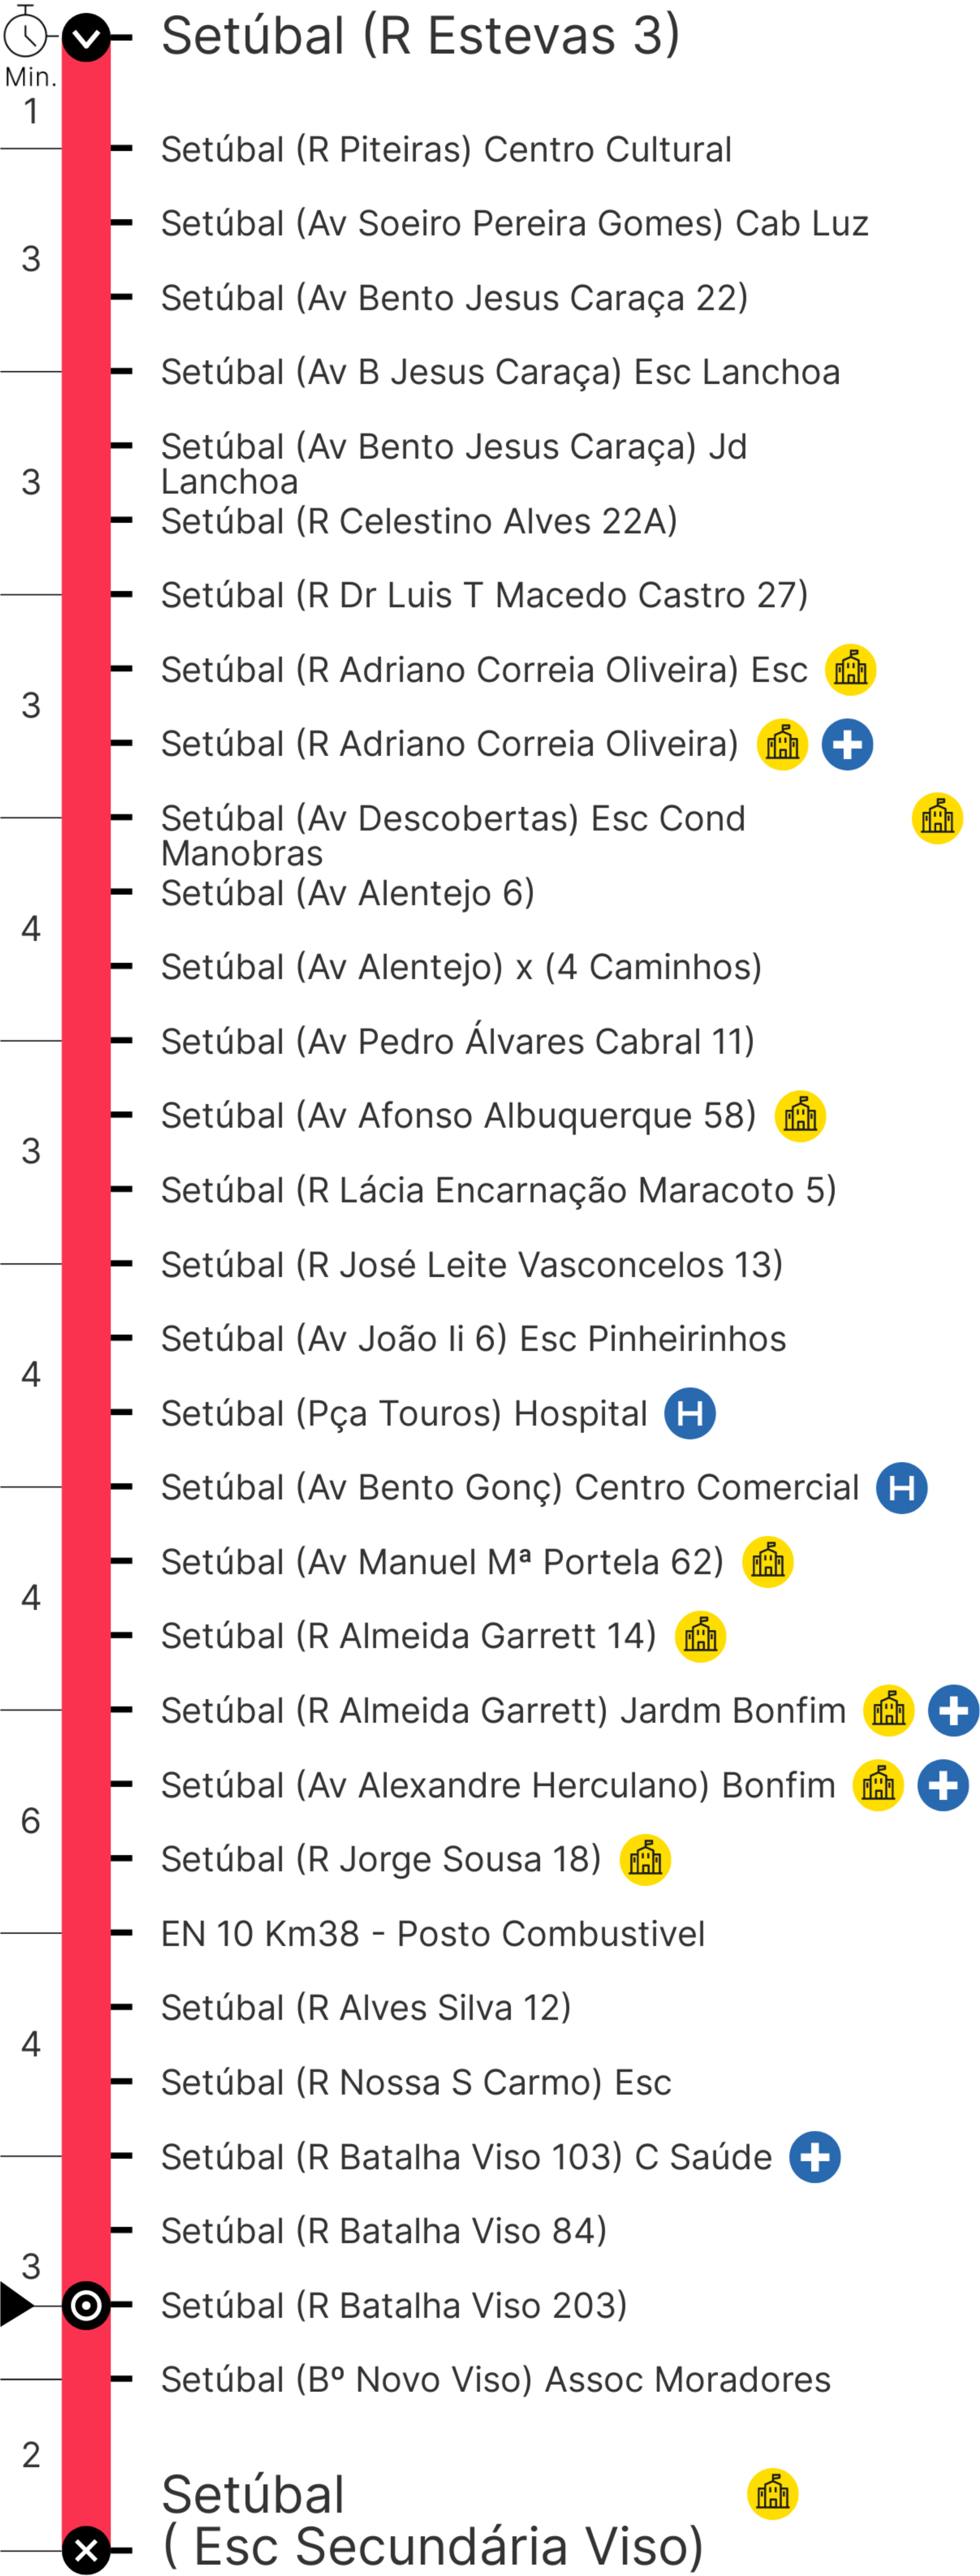 Setúbal (R Estevas 3)
Min.
1
Setúbal (R Piteiras) Centro Cultural
Setúbal (Av Soeiro Pereira Gomes) Cab Luz
3
Setúbal (Av Bento Jesus Caraça 22)
Setúbal (Av B Jesus Caraça) Esc Lanchoa
Setúbal (Av Bento Jesus Caraça) Jd
Lanchoa
3
Setúbal (R Celestino Alves 22A)
Setúbal (R Dr Luis T Macedo Castro 27)
Setúbal (R Adriano Correia Oliveira) Esc
3
Setúbal (R Adriano Correia Oliveira)
Setúbal (Av Descobertas) Esc Cond
Manobras
Setúbal (Av Alentejo 6)
4
Setúbal (Av Alentejo) x (4 Caminhos)
Setúbal (Av Pedro Álvares Cabral 11)
Setúbal (Av Afonso Albuquerque 58)
3
Setúbal (R Lácia Encarnação Maracoto 5)
Setúbal (R José Leite Vasconcelos 13)
Setúbal (Av João Ii 6) Esc Pinheirinhos
4
Setúbal (Pça Touros) Hospital H
Setúbal (Av Bento Gonç) Centro Comercial H
Setúbal (Av Manuel Mª Portela 62)
4
Setúbal (R Almeida Garrett 14)
Setúbal (R Almeida Garrett) Jardm Bonfim
Setúbal (Av Alexandre Herculano) Bonfim
6
Setúbal (R Jorge Sousa 18)
EN 10 Km38 - Posto Combustivel
Setúbal (R Alves Silva 12)
4
Setúbal (R Nossa S Carmo) Esc
Setúbal (R Batalha Viso 103) C Saúde
Setúbal (R Batalha Viso 84)
3
Setúbal (R Batalha Viso 203)
Setúbal (Bº Novo Viso) Assoc Moradores
2
Setúbal
( Esc Secundária Viso)